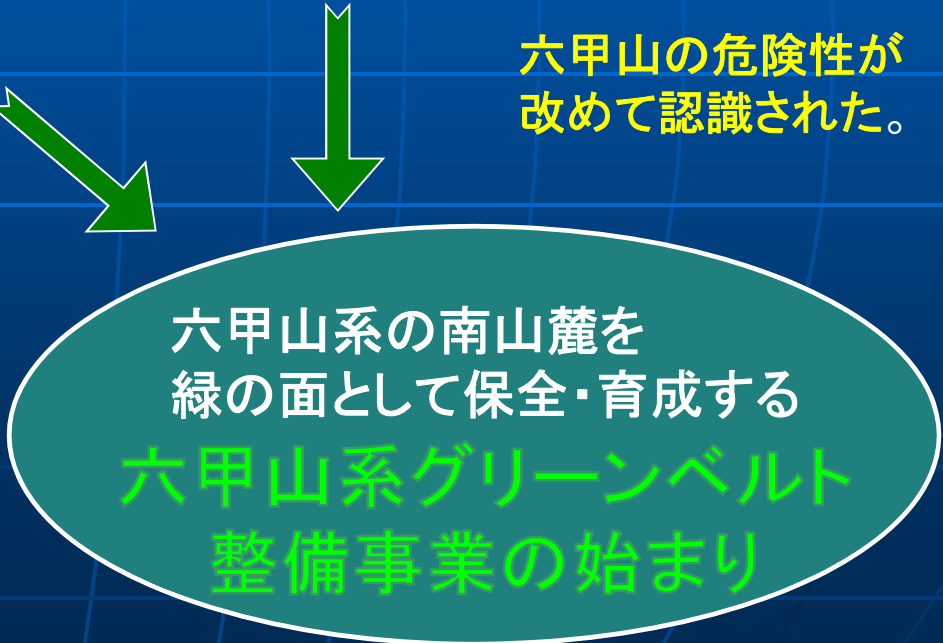 六甲山の危険性が
改めて認識された。
六甲山系の南山麓を
緑の面として保全・育成する
六甲山系グリーンベルト
整備事業の始まり